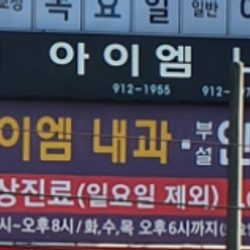 목 요 일 일반
아이엠
912-1955 912-
이엠 내과·부설
상진료(일요일 제외)
시~오후8시/화,수,목 오후6시까지